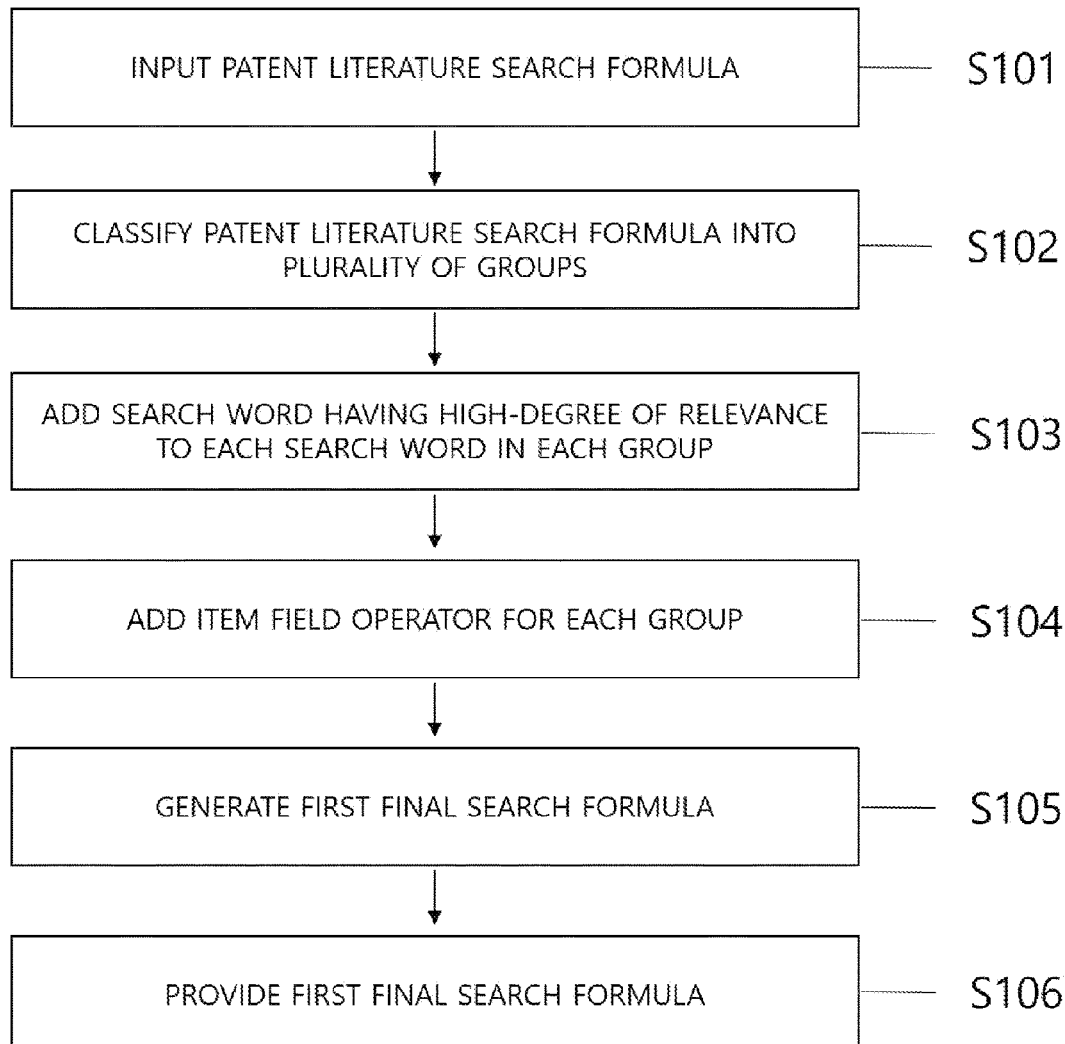 INPUT PATENT LITERATURE SEARCH FORMULA
S101
CLASSIFY PATENT LITERATURE SEARCH FORMULA INTO
PLURALITY OF GROUPS
S102
ADD SEARCH WORD HAVING HIGH-DEGREE OF RELEVANCE
TO EACH SEARCH WORD IN EACH GROUP
S103
ADD ITEM FIELD OPERATOR FOR EACH GROUP
S104
GENERATE FIRST FINAL SEARCH FORMULA
S105
PROVIDE FIRST FINAL SEARCH FORMULA
S106